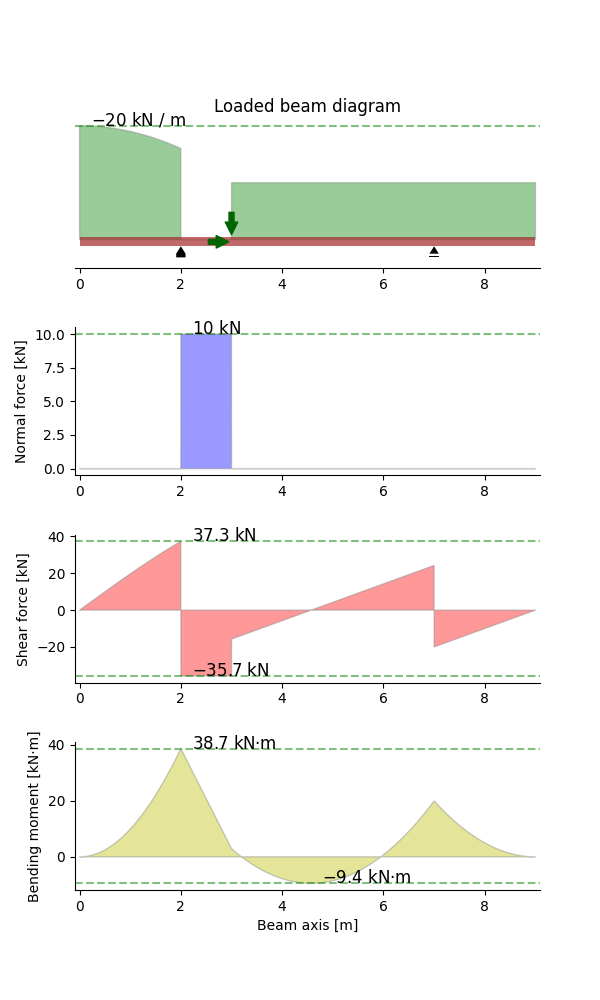 Loaded beam diagram
−20 kN / m
0 2 4 6 8
10.0
7.5
5.0
2.5
0.0
Normal force [kN]
10 kN
0 2 4 6 8
40
20
0
−20
Shear force [kN]
37.3 kN
−35.7 kN
0 2 4 6 8
40
20
0
Bending moment [kN·m]
38.7 kN·m
−9.4 kN·m
0 2 4 6 8
Beam axis [m]